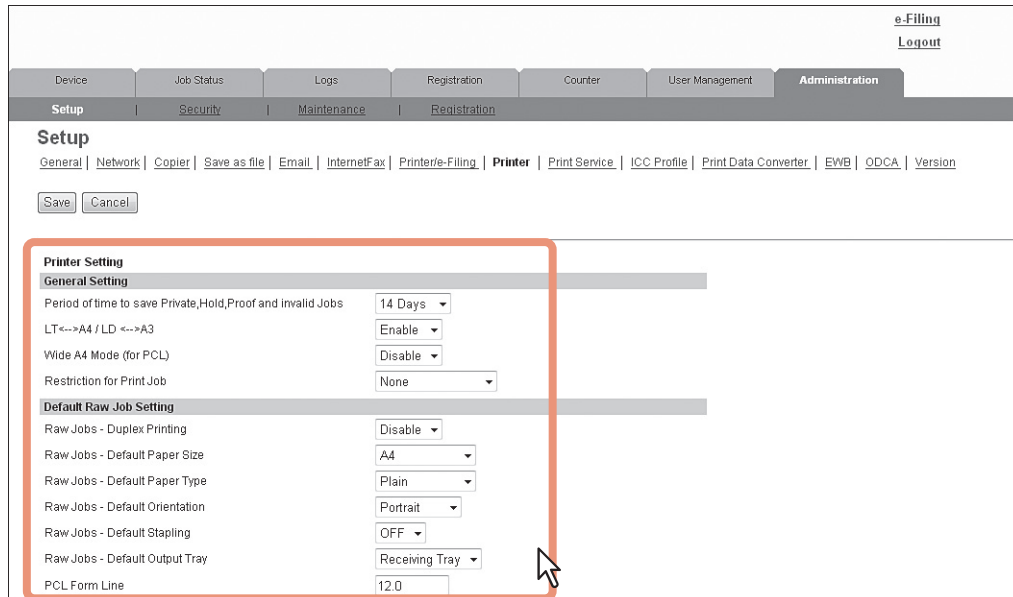 e-Filing
Logout
Device Job Status Logs Registration Counter User Management Administration
Setup | Security | Maintenance | Registration
Setup
General | Network | Copier | Save as file | Email | InternetFax | Printer/e-Filing | Printer | Print Service | ICC Profile | Print Data Converter | EWB | ODCA | Version
Save Cancel
Printer Setting
General Setting
Period of time to save Private,Hold,Proof and invalid Jobs 14 Days
LT<-->A4 / LD <-->A3 Enable
Wide A4 Mode (for PCL) Disable
Restriction for Print Job None
Default Raw Job Setting
Raw Jobs - Duplex Printing Disable
Raw Jobs - Default Paper Size A4
Raw Jobs - Default Paper Type Plain
Raw Jobs - Default Orientation Portrait
Raw Jobs - Default Stapling OFF
Raw Jobs - Default Output Tray Receiving Tray
PCL Form Line 12.0